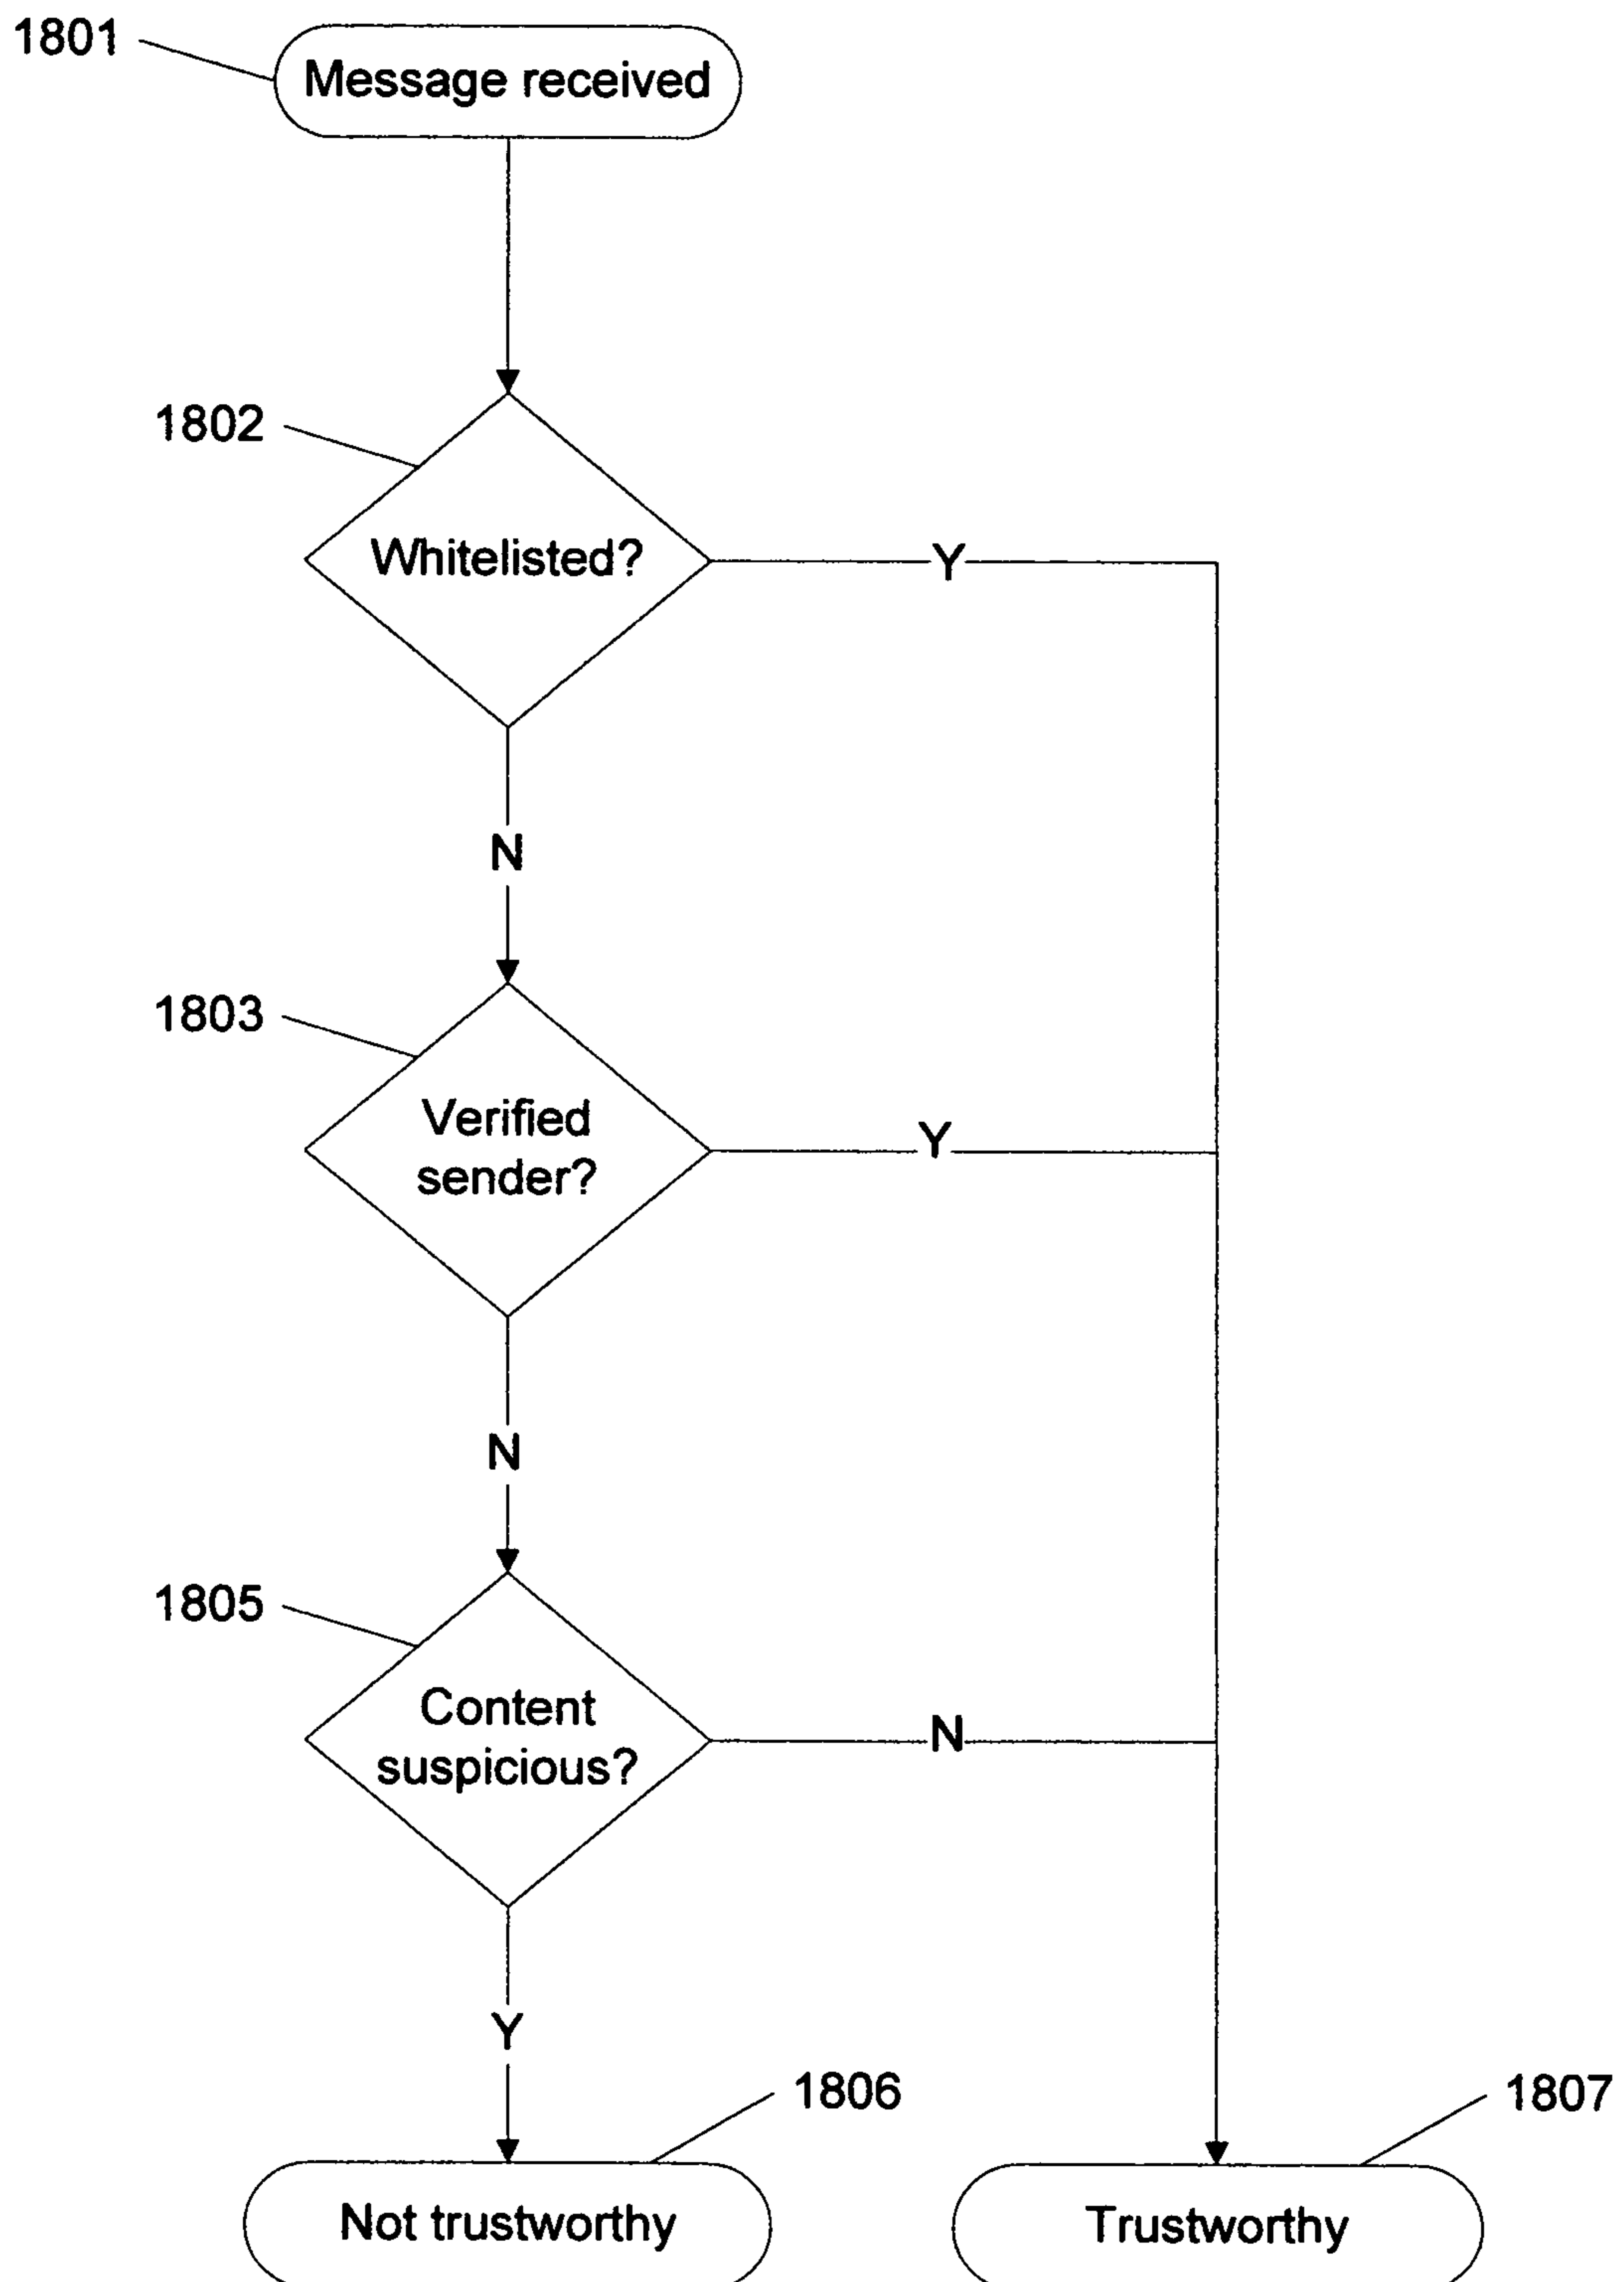 1801
Message received
1802
Whitelisted?
Y
N
1803
Verified
sender?
Y
N
1805
Content
suspicious?
N
Y
1806
1807
Not trustworthy
Trustworthy